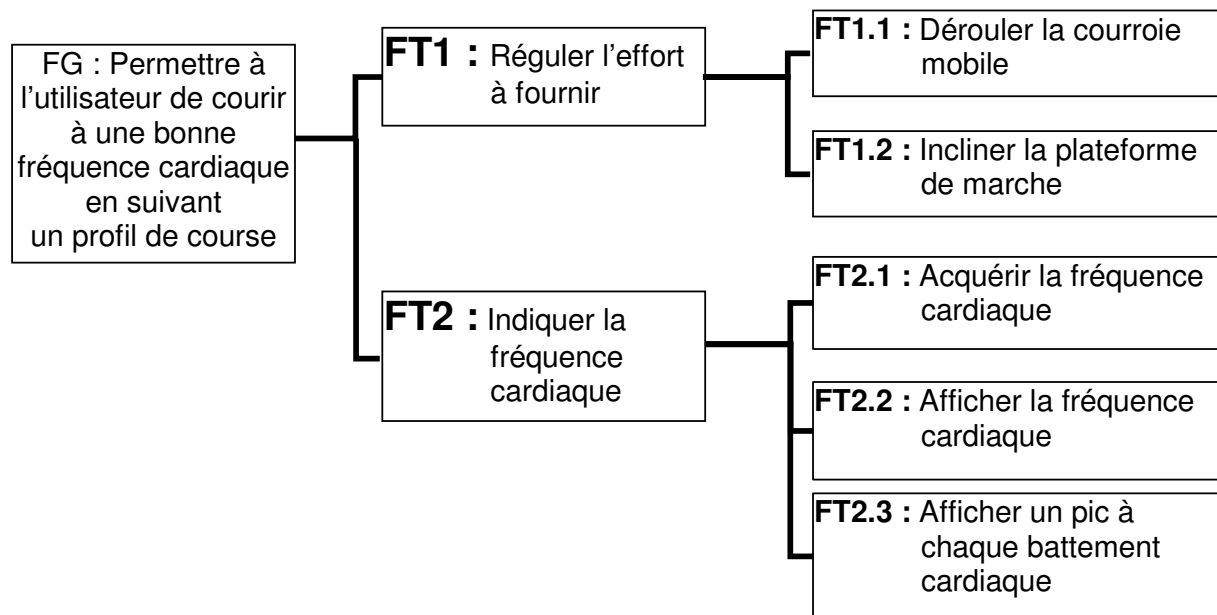 FG : Permettre à
l'utilisateur de courir
à une bonne
fréquence cardiaque
en suivant
un profil de course
FT1 : Réguler l'effort
à fournir
FT2 : Indiquer la
fréquence
cardiaque
FT1.1 : Dérouler la courroie
mobile
FT1.2 : Incliner la plateforme
de marche
FT2.1 : Acquérir la fréquence
cardiaque
FT2.2 : Afficher la fréquence
cardiaque
FT2.3 : Afficher un pic à
chaque battement
cardiaque